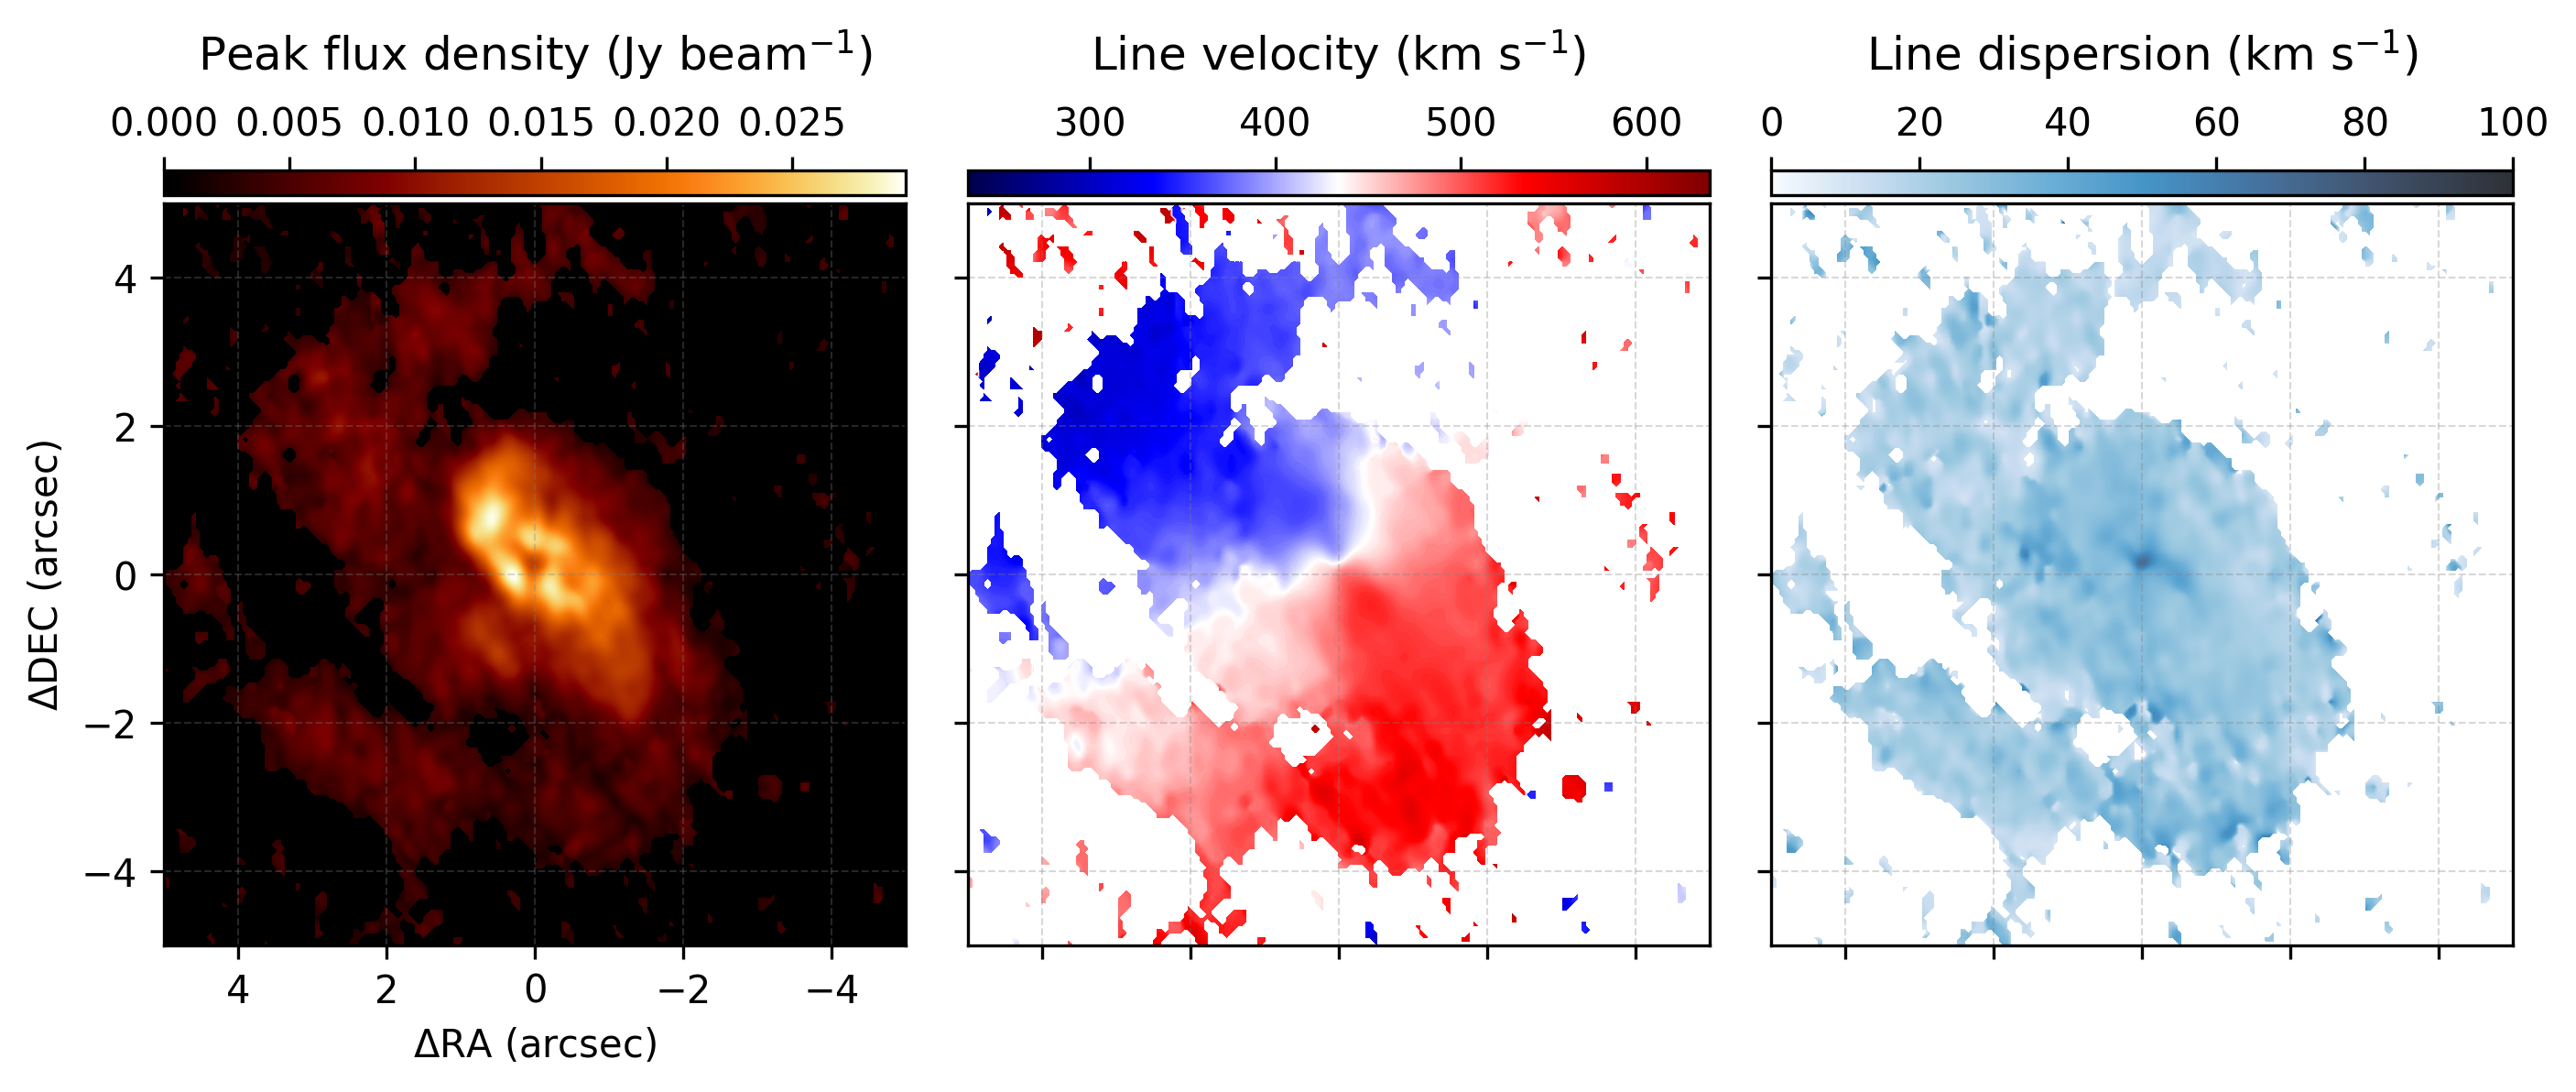 Peak flux density (Jy beam⁻¹)
Line velocity (km s⁻¹)
Line dispersion (km s⁻¹)
0.000 0.005 0.010 0.015 0.020 0.025
300 400 500 600
0 20 40 60 80 100
4
2
0
−2
−4
ΔDEC (arcsec)
4 2 0 −2 −4
ΔRA (arcsec)